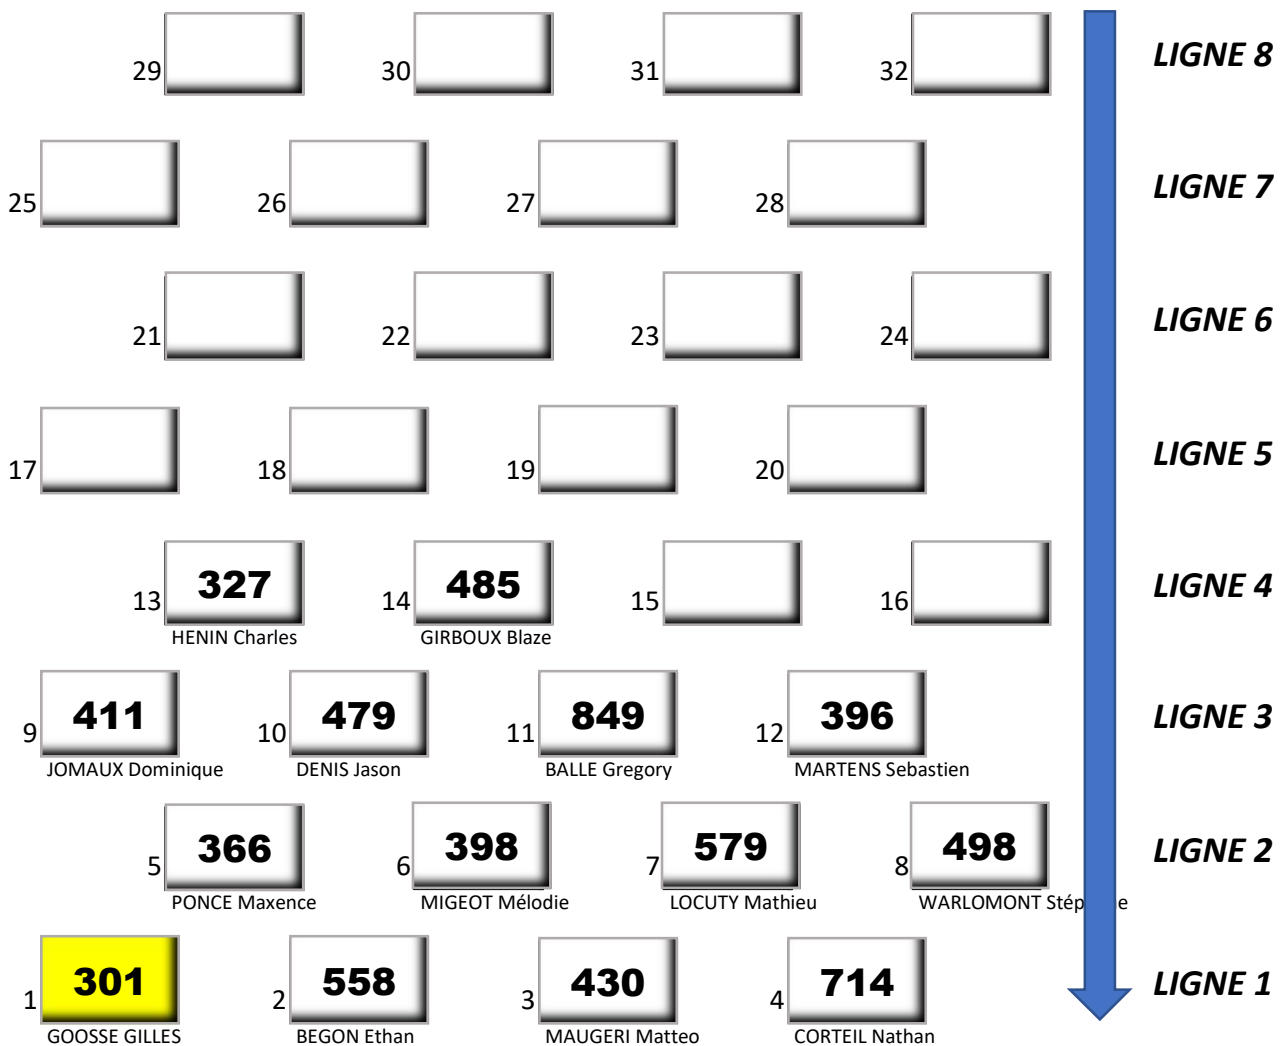 29 30 31 32 LIGNE 8
25 26 27 28 LIGNE 7
21 22 23 24 LIGNE 6
17 18 19 20 LIGNE 5
13 327 14 485 15 16 LIGNE 4
HENIN Charles GIRBOUX Blaze
9 411 10 479 11 849 12 396 LIGNE 3
JOMAUX Dominique DENIS Jason BALLE Gregory MARTENS Sebastien
5 366 6 398 7 579 8 498 LIGNE 2
PONCE Maxence MIGEOT Mélodie LOCUTY Mathieu WARLOMONT
1 301 2 558 3 430 4 714 LIGNE 1
GOOSSE GILLES BEGON Ethan MAUGERI Matteo CORTEIL Nathan